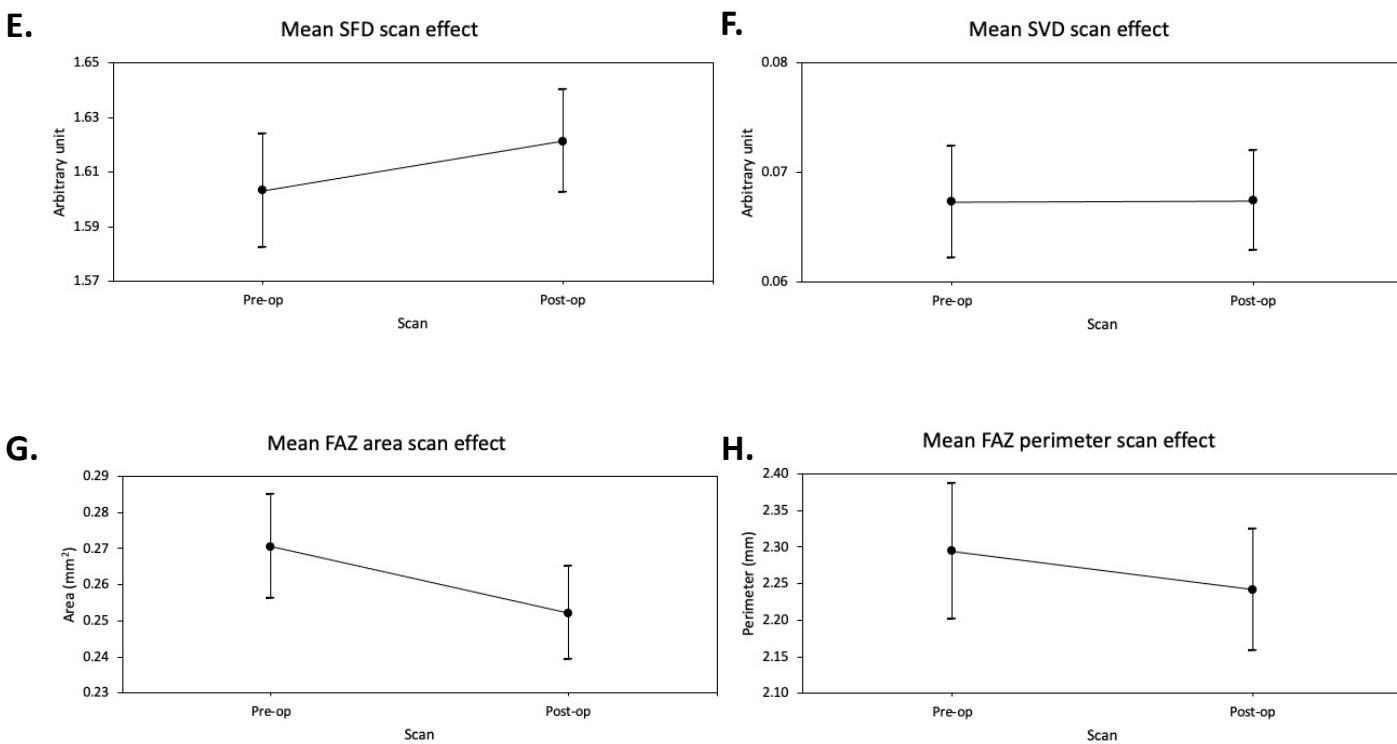 E.
Mean SFD scan effect
Arbitrary unit
1.65
1.63
1.61
1.59
1.57
Pre-op
Post-op
Scan
F.
Mean SVD scan effect
Arbitrary unit
0.08
0.07
0.06
Pre-op
Post-op
Scan
G.
Mean FAZ area scan effect
Area (mm²)
0.29
0.28
0.27
0.26
0.25
0.24
0.23
Pre-op
Post-op
Scan
H.
Mean FAZ perimeter scan effect
Perimeter (mm)
2.40
2.35
2.30
2.25
2.20
2.15
2.10
Pre-op
Post-op
Scan